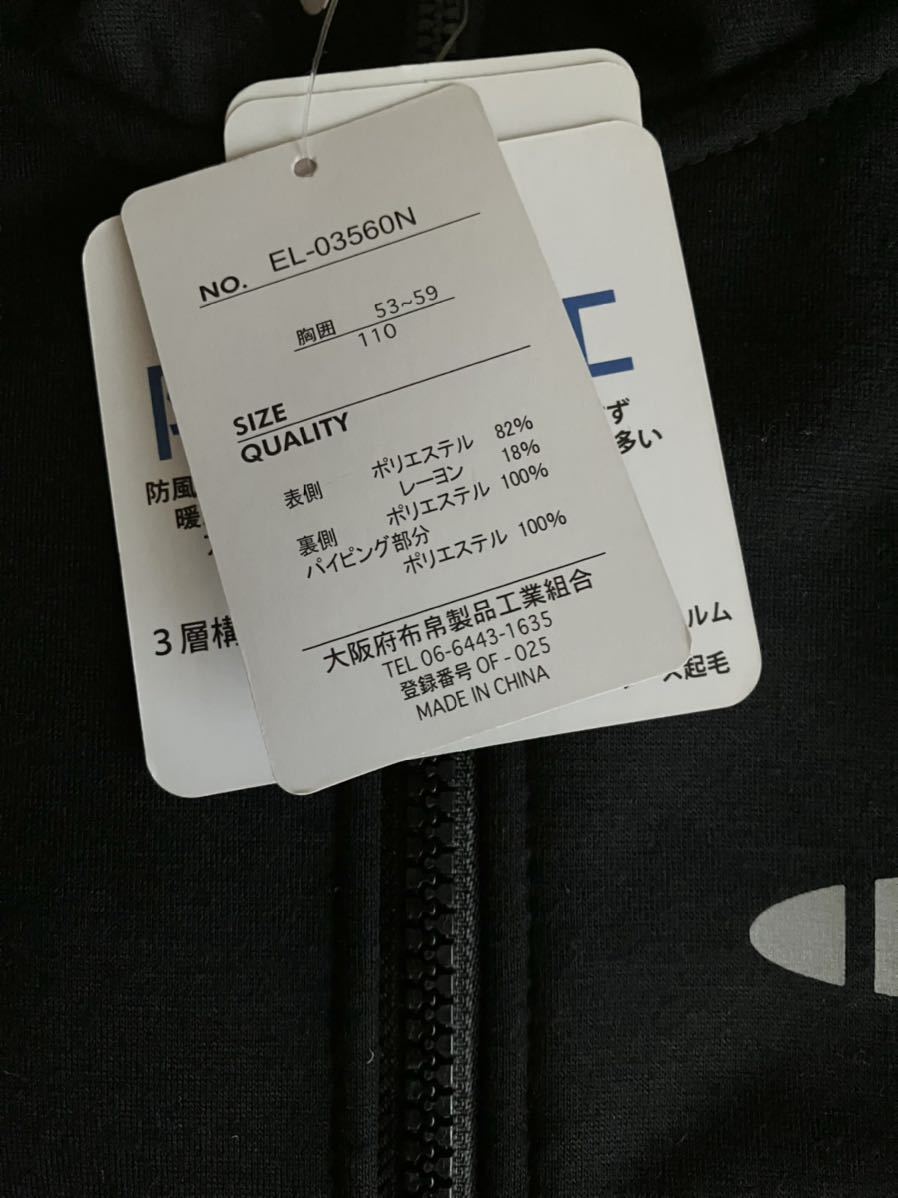 NO. EL-03560N
胸囲 53~59
110
SIZE
QUALITY
表側 ポリエステル 82%
レーヨン 18%
裏側 ポリエステル 100%
パイピング部分
ポリエステル 100%
大阪府布帛製品工業組合
TEL 06-6443-1635
登録番号 OF-025
MADE IN CHINA
防風
暖
3層構
工
ず
多い
ルム
ス起毛